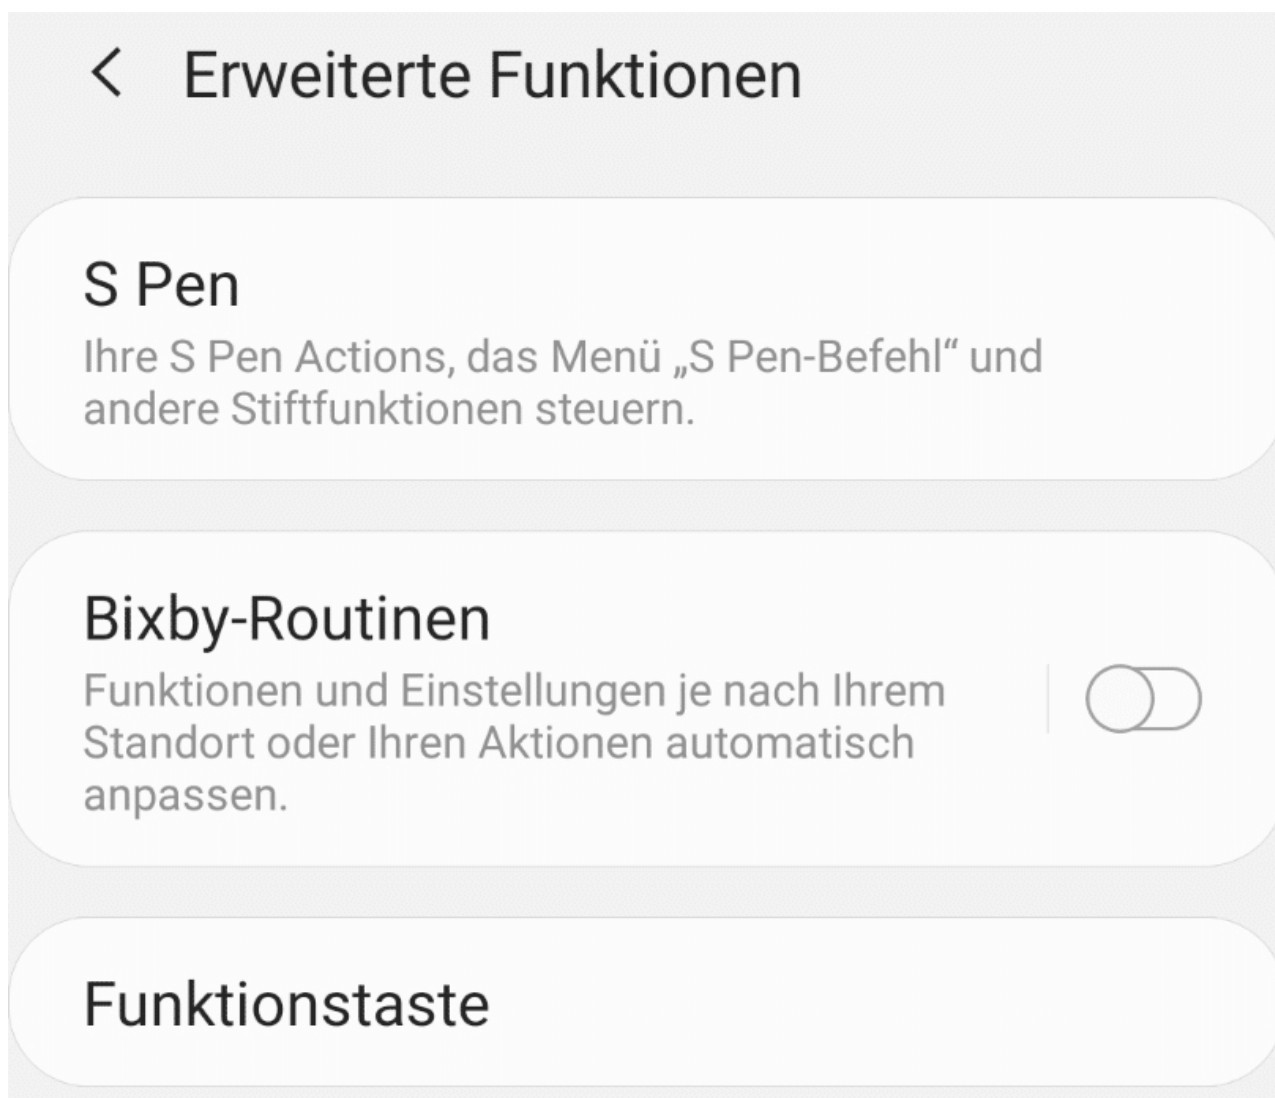 Erweiterte Funktionen
S Pen
Ihre S Pen Actions, das Menü „S Pen-Befehl“ und
andere Stiftfunktionen steuern.
Bixby-Routinen
Funktionen und Einstellungen je nach Ihrem
Standort oder Ihren Aktionen automatisch
anpassen.
Funktionstaste